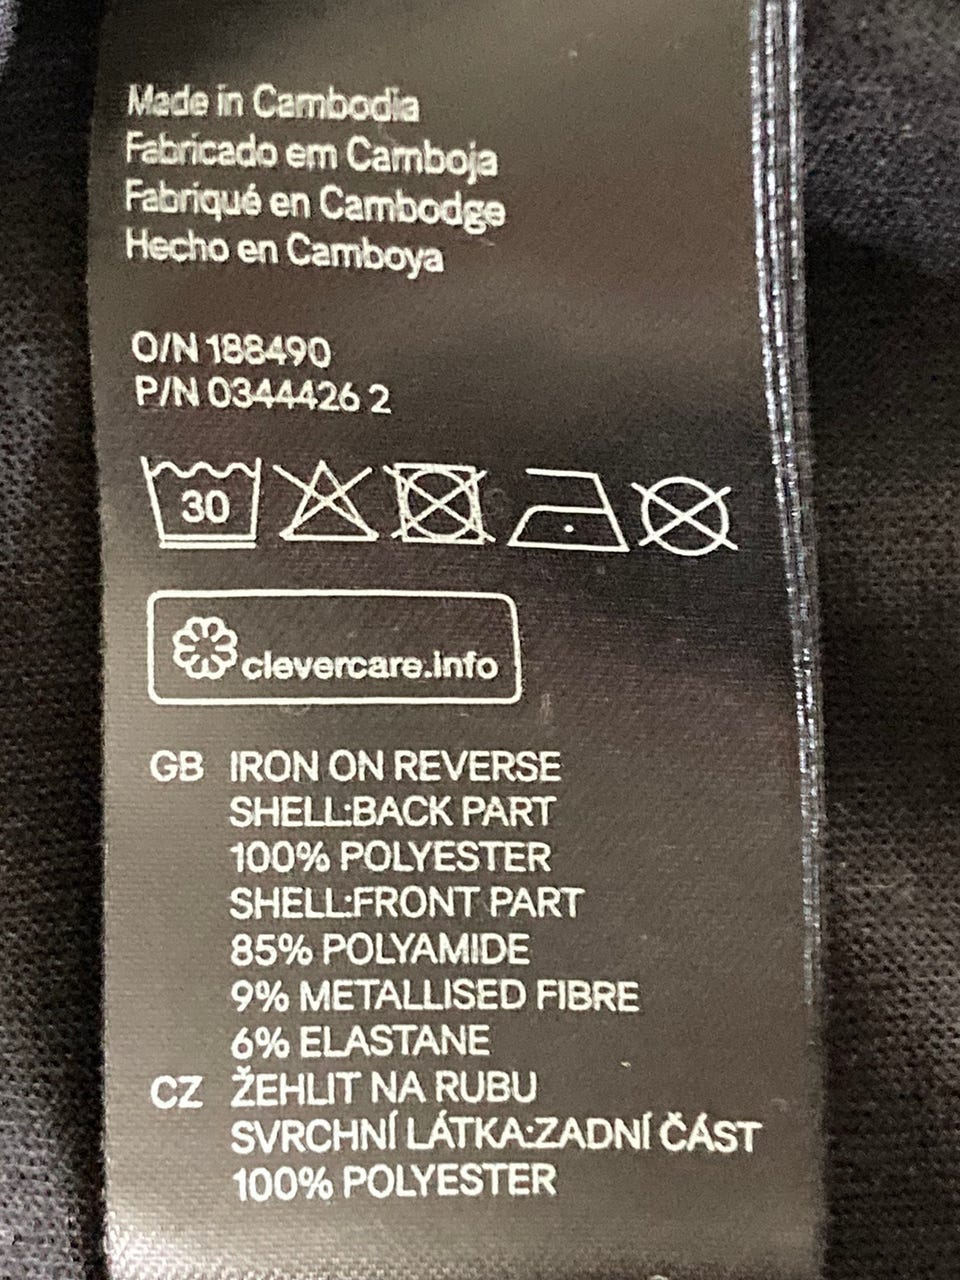 Made in Cambodia
Fabricado em Camboja
Fabriqué en Cambodge
Hecho en Camboya
O/N 188490
P/N 0344426 2
30
clevercare.info
GB IRON ON REVERSE
SHELL:BACK PART
100% POLYESTER
SHELL:FRONT PART
85% POLYAMIDE
9% METALLISED FIBRE
6% ELASTANE
CZ ŽEHLIT NA RUBU
SVRCHNÍ LÁTKA:ZADNÍ ČÁST
100% POLYESTER